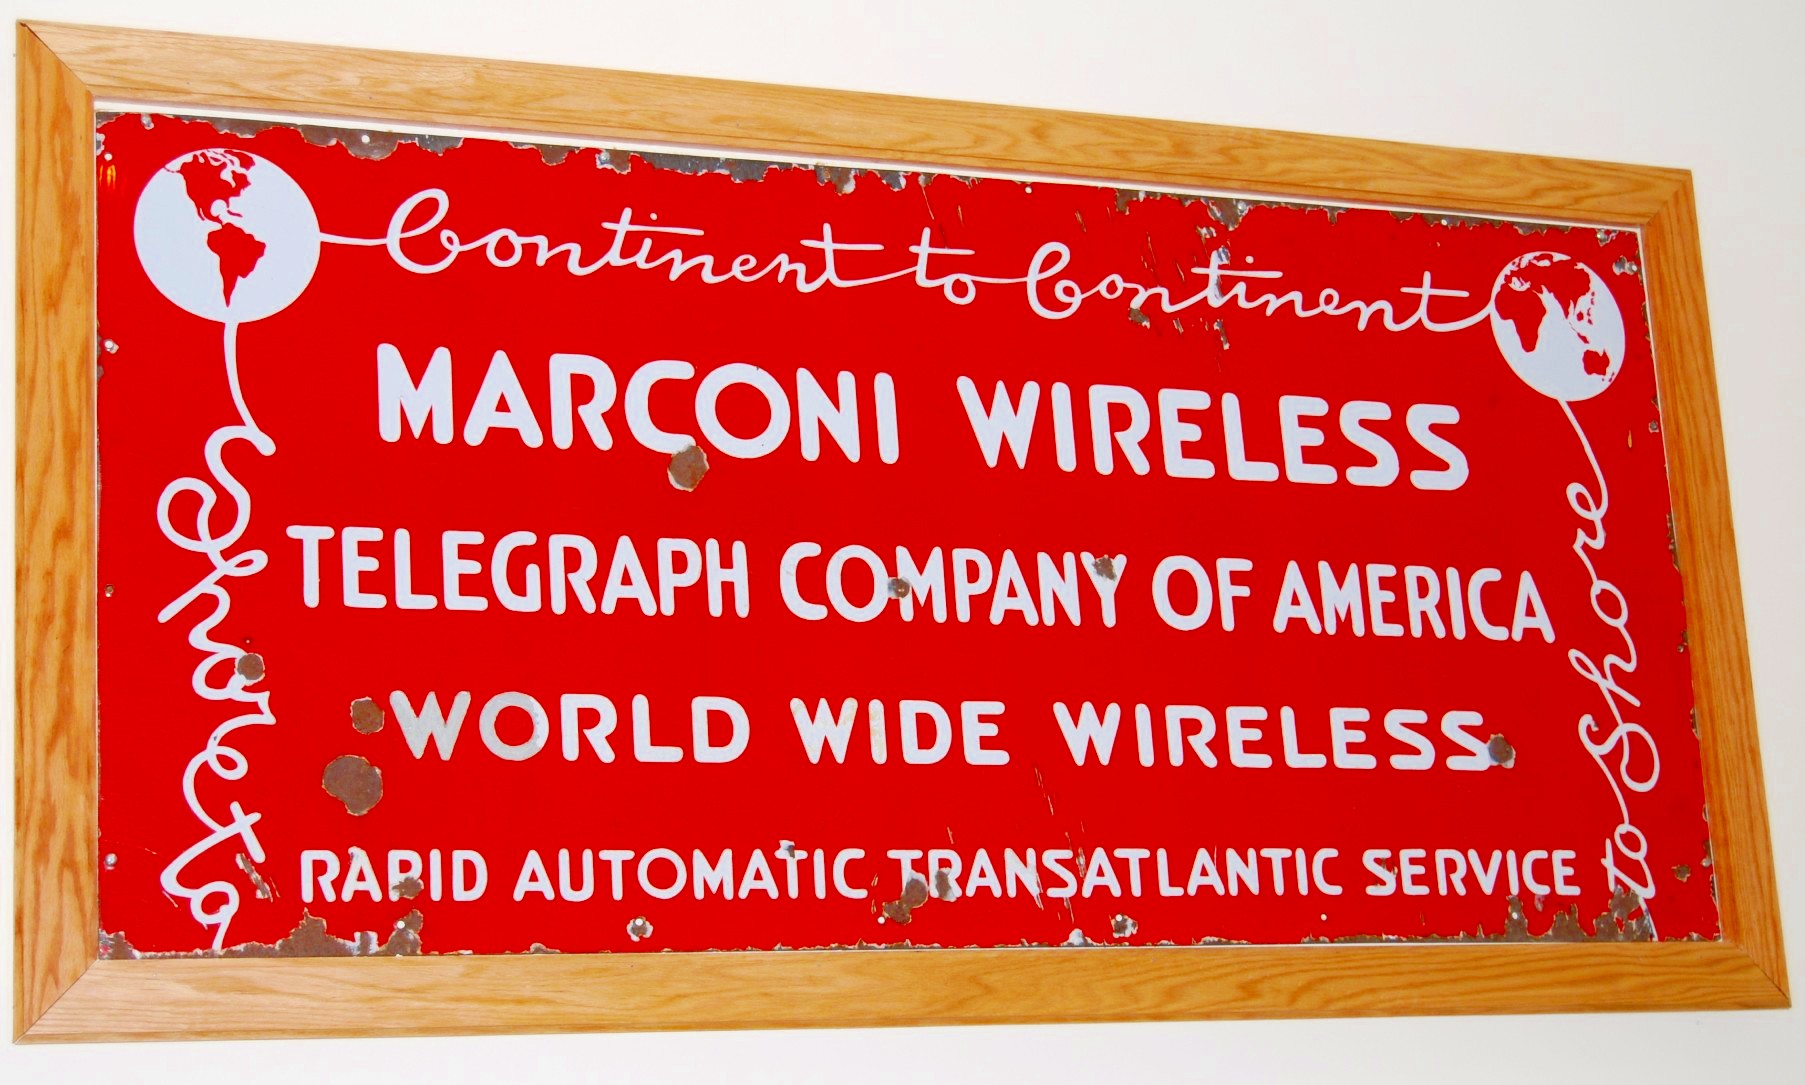 Continent to Continent
MARCONI WIRELESS
TELEGRAPH COMPANY OF AMERICA
WORLD WIDE WIRELESS
RAPID AUTOMATIC TRANSATLANTIC SERVICE
Shore to
to Shore